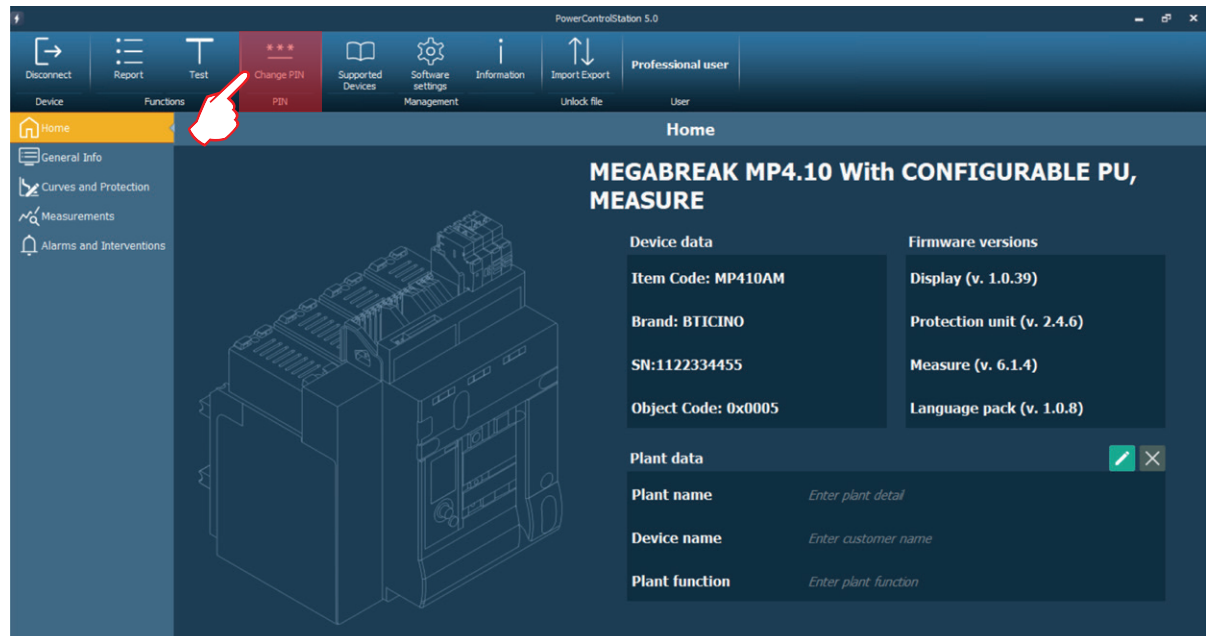 PowerControlStation 5.0
Disconnect
Report
Test
* * *
Change PIN
Supported
Devices
Software
settings
Information
Import Export
Professional user
Device
Functions
PIN
Management
Unlock file
User
Home
Home
General Info
Curves and Protection
Measurements
Alarms and Interventions
MEGABREAK MP4.10 With CONFIGURABLE PU,
MEASURE
Device data
Item Code: MP410AM
Brand: BTICINO
SN:1122334455
Object Code: 0x0005
Firmware versions
Display (v. 1.0.39)
Protection unit (v. 2.4.6)
Measure (v. 6.1.4)
Language pack (v. 1.0.8)
Plant data
Plant name Enter plant detail
Device name Enter customer name
Plant function Enter plant function